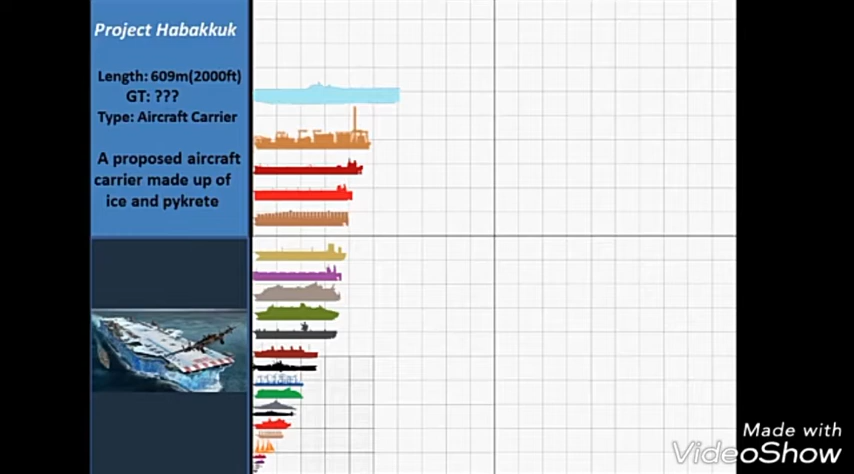 Project Habakkuk
Length: 609m(2000ft)
GT: ???
Type: Aircraft Carrier
A proposed aircraft
carrier made up of
ice and pykrete
Made with
VideoShow